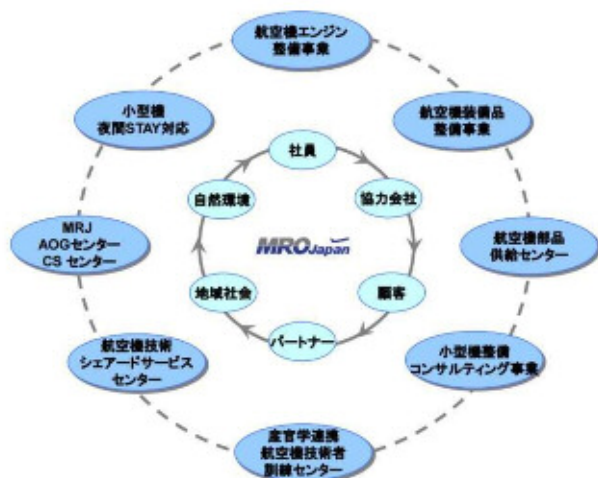 航空機エンジン
整備事業
航空機装備品
整備事業
航空機部品
供給センター
小型機整備
コンサルティング事業
産官学連携
航空機技術者
訓練センター
航空機技術
シェアードサービス
センター
MRJ
AOGセンター
CS センター
小型機
夜間STAY対応
社員
協力会社
顧客
パートナー
地域社会
自然環境
MRO Japan